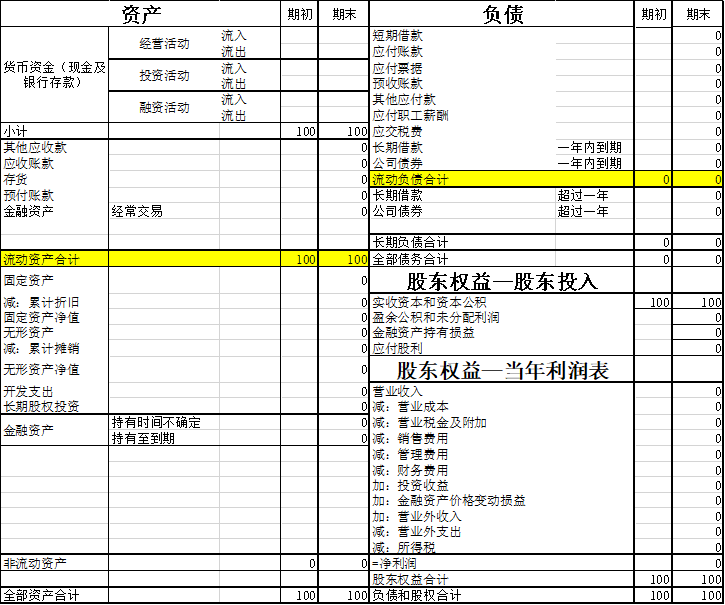 资产 期初 期末 负债 期初 期末
货币资金（现金及银行存款） 经营活动 流入 短期借款 0
流出 应付账款 0
投资活动 流入 应付票据 0
流出 预收账款 0
融资活动 流入 其他应付款 0
流出 应付职工薪酬 0
小计 100 100 应交税费 0
其他应收款 0 长期借款 一年内到期 0
应收账款 0 公司债券 一年内到期 0
存货 0 流动负债合计 0 0
预付账款 0 长期借款 超过一年 0
金融资产 经常交易 0 公司债券 超过一年 0
长期负债合计 0 0
流动资产合计 100 100 全部债务合计 0 0
固定资产 0 股东权益—股东投入
减：累计折旧 0 实收资本和资本公积 100 100
固定资产净值 0 盈余公积和未分配利润 0
无形资产 0 金融资产持有损益 0
减：累计摊销 0 应付股利 0
无形资产净值 0 股东权益—当年利润表
开发支出 0 营业收入 0
长期股权投资 0 减：营业成本 0
金融资产 持有时间不确定 0 减：营业税金及附加 0
持有至到期 0 减：销售费用 0
减：管理费用 0
减：财务费用 0
加：投资收益 0
加：金融资产价格变动损益 0
加：营业外收入 0
减：营业外支出 0
减：所得税 0
非流动资产 0 0 =净利润 0
股东权益合计 100 100
全部资产合计 100 100 负债和股权合计 100 100